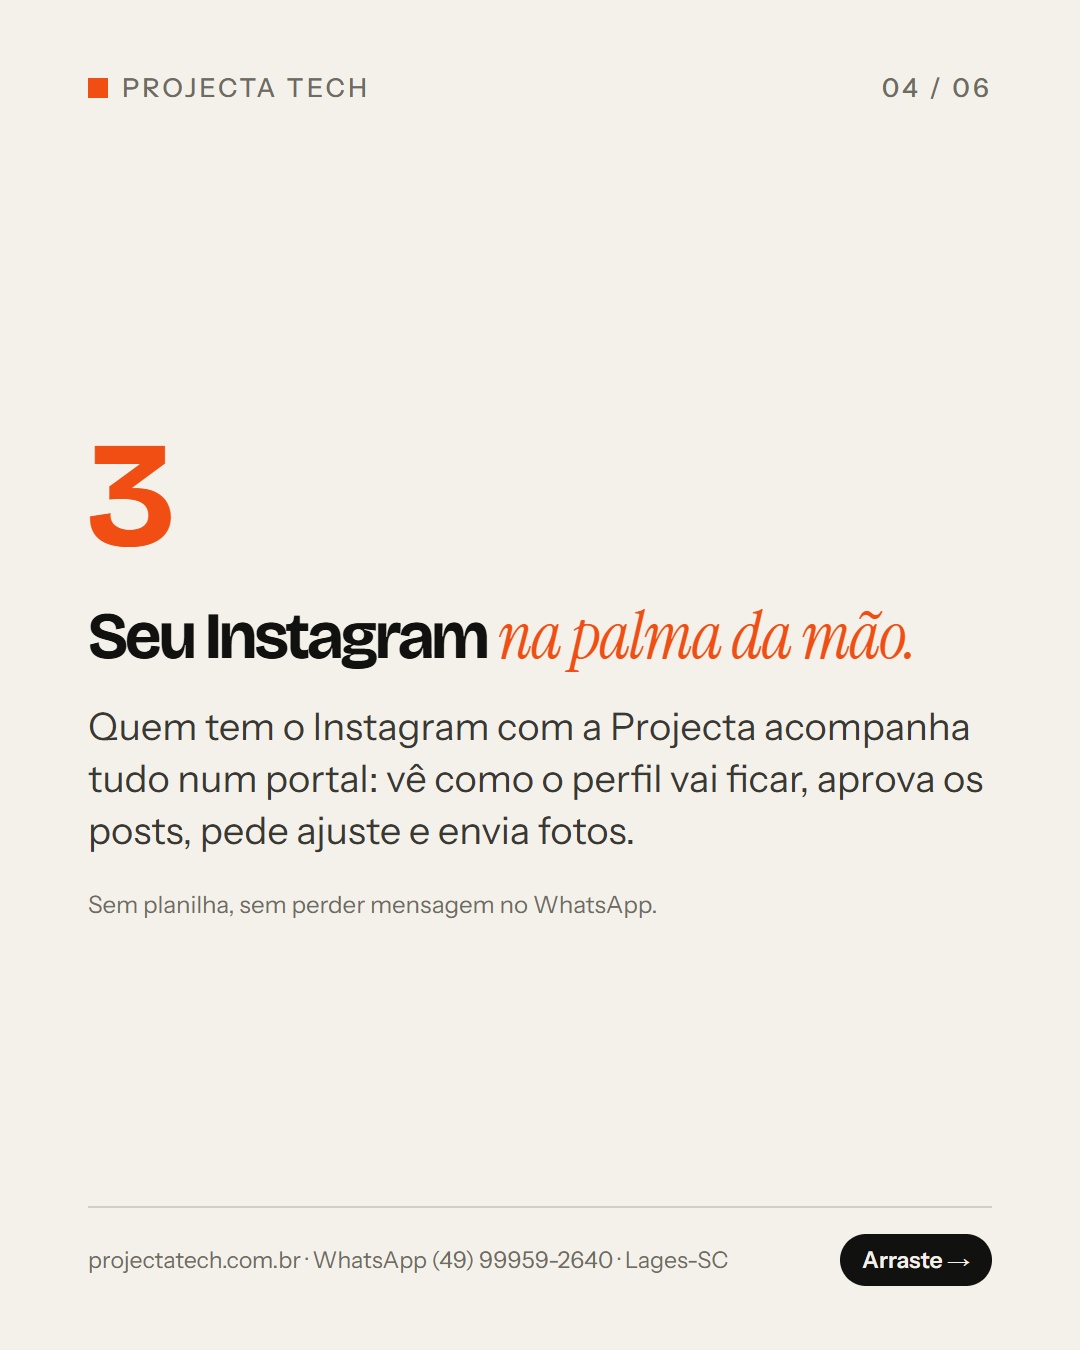 PROJECTA TECH
04 / 06
3
Seu Instagram na palma da mão.
Quem tem o Instagram com a Projecta acompanha
tudo num portal: vê como o perfil vai ficar, aprova os
posts, pede ajuste e envia fotos.
Sem planilha, sem perder mensagem no WhatsApp.
projectatech.com.br · WhatsApp (49) 99959-2640 · Lages-SC
Arraste →